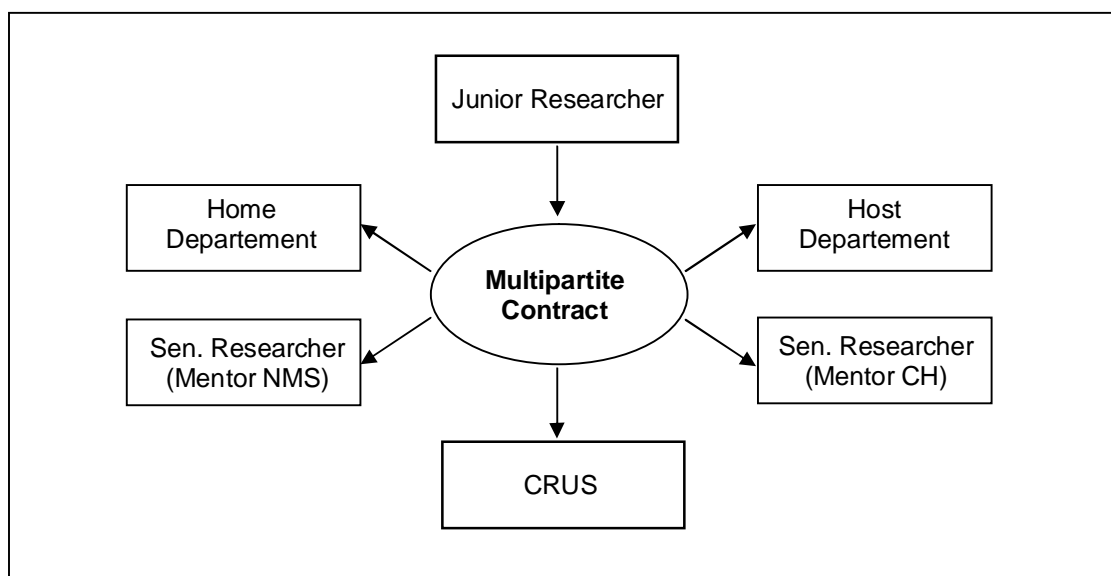 Junior Researcher
Home
Departement
Host
Departement
Multipartite
Contract
Sen. Researcher
(Mentor NMS)
Sen. Researcher
(Mentor CH)
CRUS